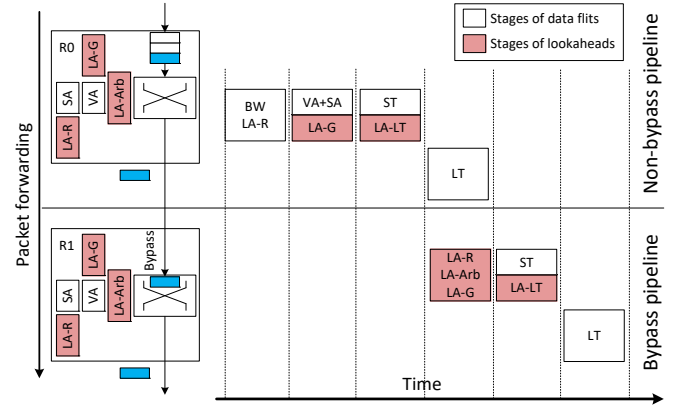 Stages of data flits
Stages of lookaheads
Packet forwarding
R0
LA-G
SA
VA
LA-Arb
LA-R
BW
LA-R
VA+SA
LA-G
ST
LA-LT
LT
Non-bypass pipeline
R1
LA-G
SA
VA
LA-Arb
LA-R
Bypass
LA-R
LA-Arb
LA-G
ST
LA-LT
LT
Bypass pipeline
Time